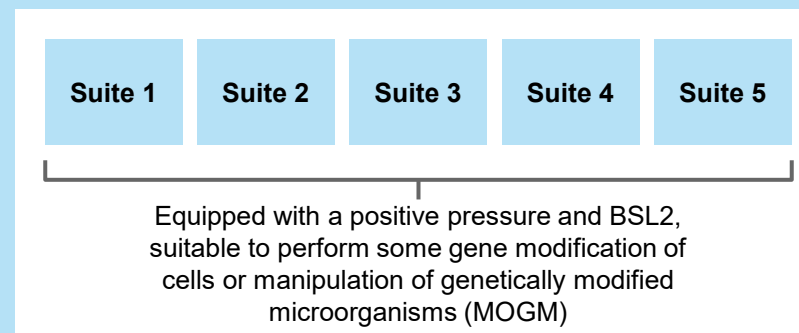 Suite 1 Suite 2 Suite 3 Suite 4 Suite 5
Equipped with a positive pressure and BSL2,
suitable to perform some gene modification of
cells or manipulation of genetically modified
microorganisms (MOGM)